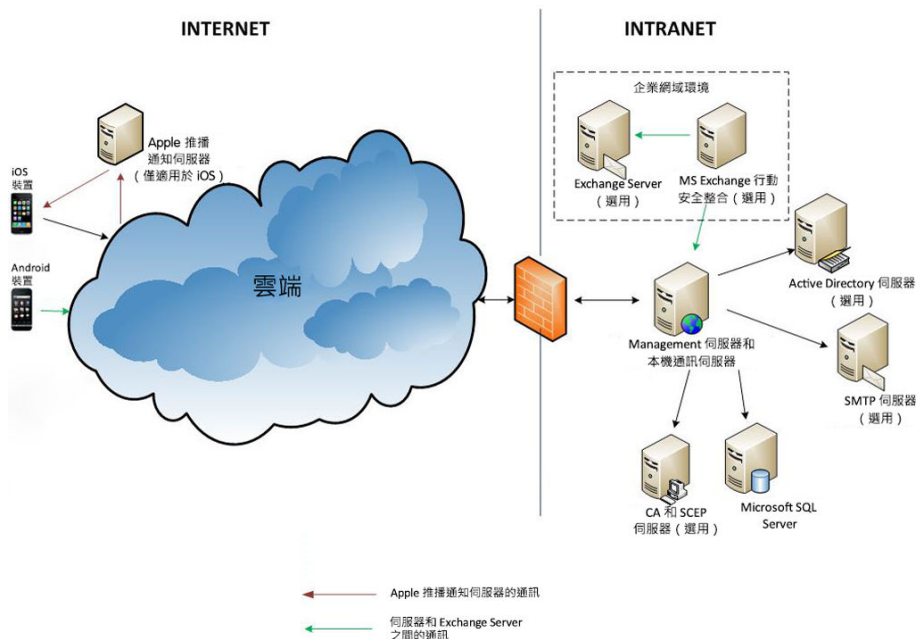 INTERNET
INTRANET
企業網域環境
Apple 推播
通知伺服器
（僅適用於 iOS）
iOS
裝置
Exchange Server
（選用）
MS Exchange 行動
安全整合（選用）
Android
裝置
雲端
Active Directory 伺服器
（選用）
Management 伺服器和
本機通訊伺服器
SMTP 伺服器
（選用）
CA 和 SCEP
伺服器（選用）
Microsoft SQL
Server
Apple 推播通知伺服器的通訊
伺服器和 Exchange Server
之間的通訊